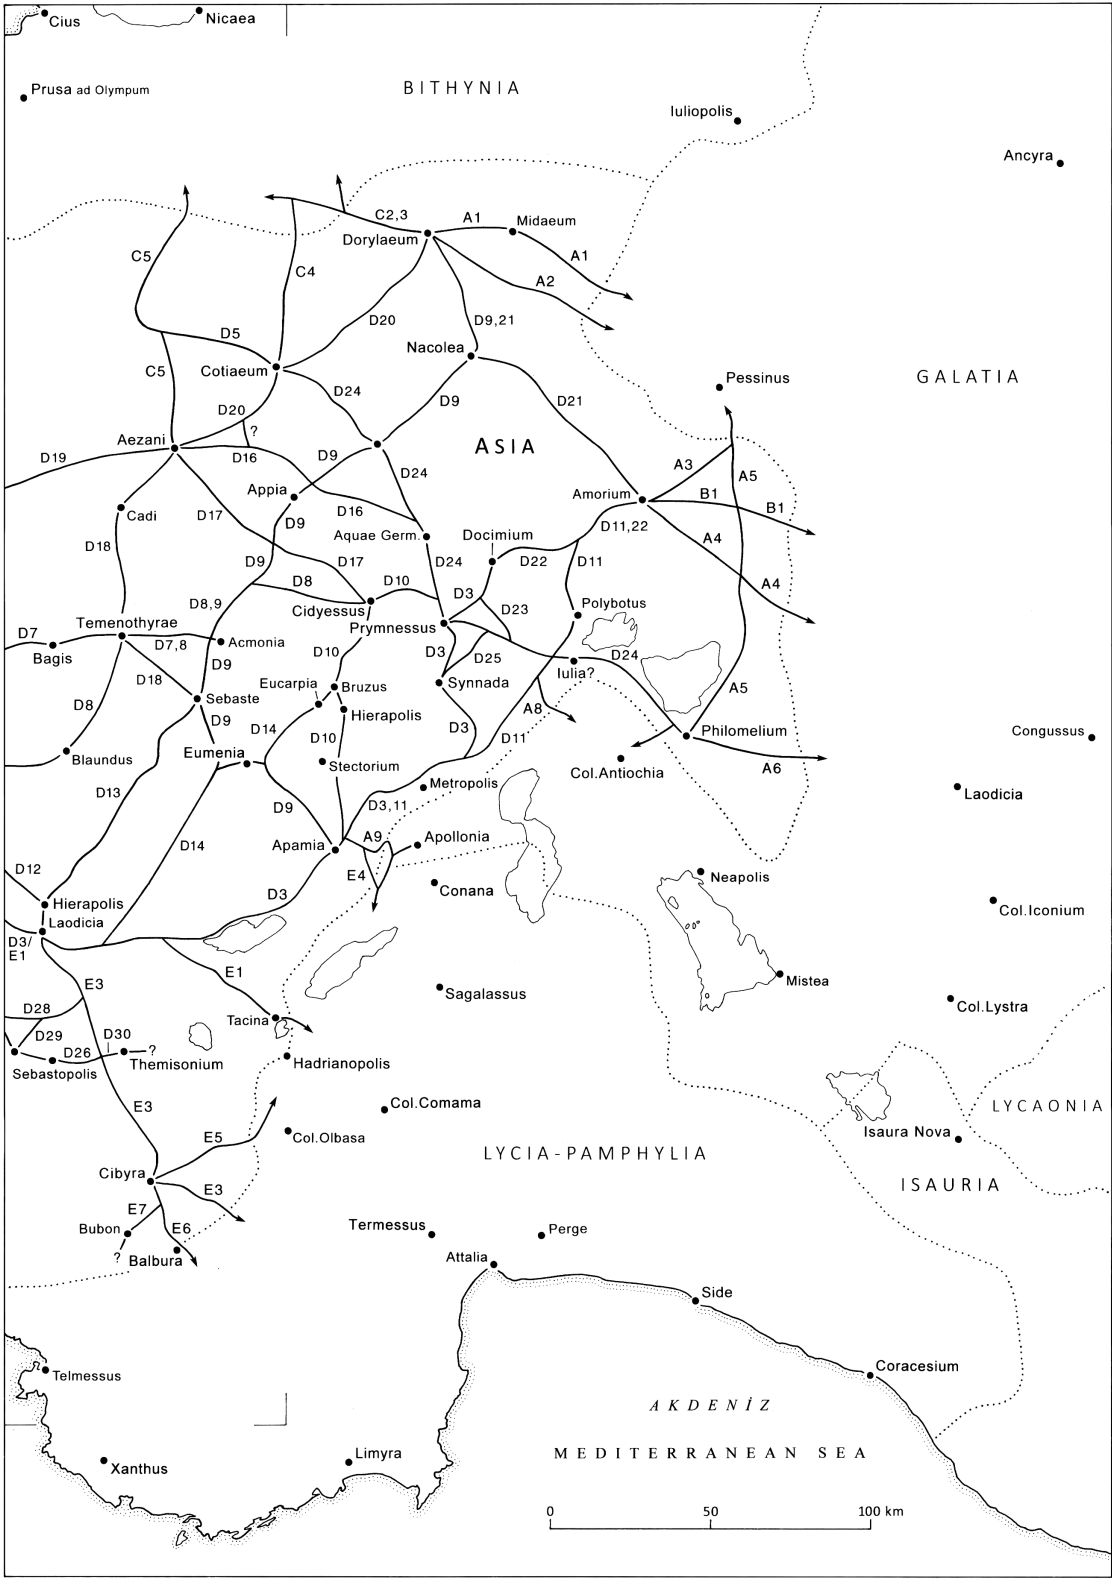 Cius
Nicaea
Prusa ad Olympum
BITHYNIA
Iuliopolis
Ancyra
C2,3
A1
Midaeum
Dorylaeum
C5
A1
C4
A2
D20
D9,21
D5
Nacolea
Cotiaeum
C5
Pessinus
GALATIA
D24
D9
D21
D20
?
Aezani
D19
D16
D9
ASIA
D24
A3
A5
Appia
Amorium
B1
B1
Cadi
D17
D9
D16
D11,22
Aquae Germ.
Docimium
A4
D18
D9
D17
D24
D22
D11
D8
D10
A4
D3
Cidyessus
D8,9
D23
Polybotus
Temenothyrae
Prymnessus
D7
D7,8
Acmonia
Bagis
D10
D3
D25
D24
D9
Iulia?
D18
Eucarpia
Bruzus
Synnada
A5
D8
Sebaste
Hierapolis
A8
D9
D14
D3
D10
D11
Philomelium
Congussus
Eumenia
Blaundus
Stectorium
A6
Col.Antiochia
Metropolis
D13
D9
D3,11
Laodicia
D14
Apamia
A9
Apollonia
D12
E4
Neapolis
D3
Conana
Hierapolis
Col.Iconium
Laodicia
D3/
E1
E1
E3
Mistea
Sagalassus
D28
Col.Lystra
Tacina
D29
D30
D26
?
Sebastopolis
Themisonium
Hadrianopolis
E3
Col.Comama
LYCAONIA
Isaura Nova
E5
Col.Olbasa
LYCIA-PAMPHYLIA
Cibyra
E3
ISAURIA
E7
Bubon
E6
Termessus
Perge
?
Balbura
Attalia
Side
Telmessus
Coracesium
AKDENİZ
MEDITERRANEAN SEA
Xanthus
Limyra
0 50 100 km